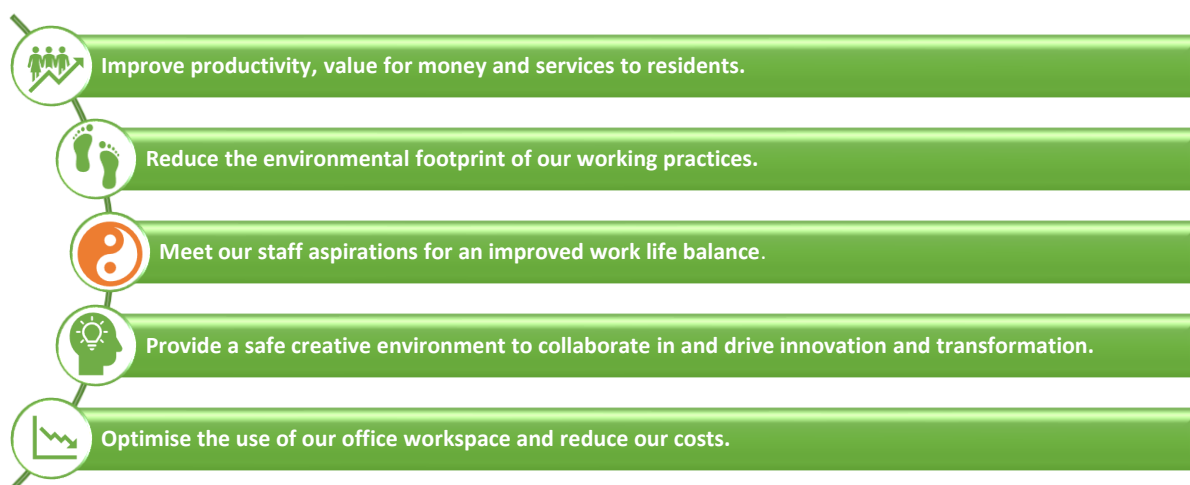 Improve productivity, value for money and services to residents.
Reduce the environmental footprint of our working practices.
Meet our staff aspirations for an improved work life balance.
Provide a safe creative environment to collaborate in and drive innovation and transformation.
Optimise the use of our office workspace and reduce our costs.